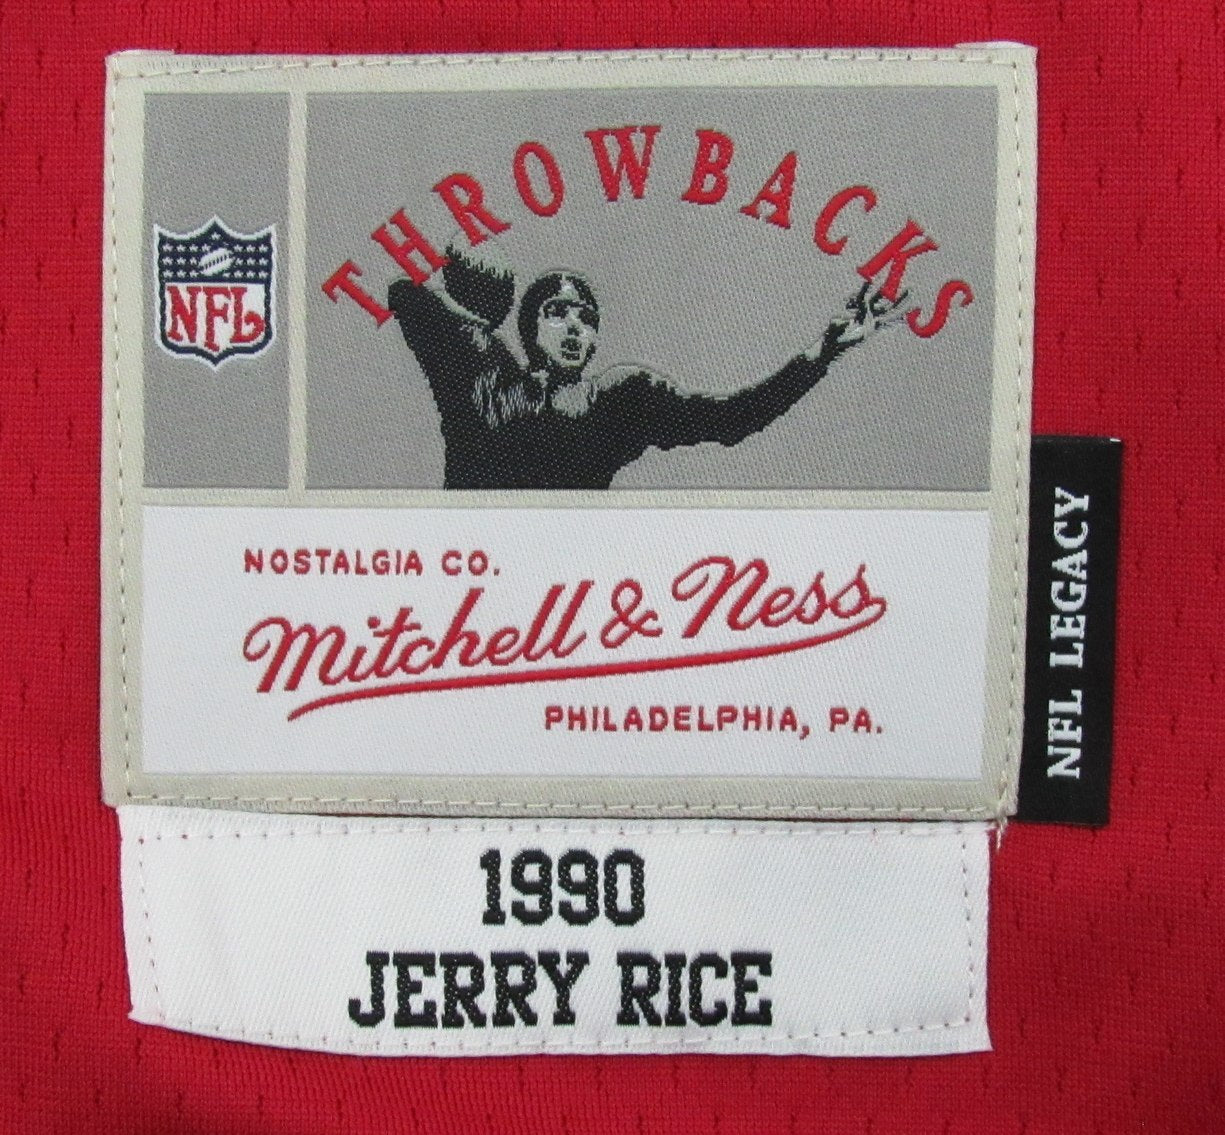 THROWBACKS
NFL
NOSTALGIA CO.
Mitchell & Ness
PHILADELPHIA, PA.
NFL LEGACY
1990
JERRY RICE